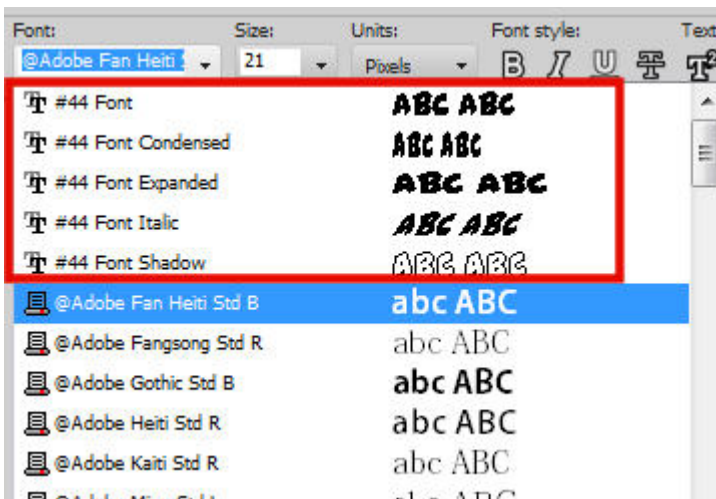 Font: Size: Units: Font style: Text
@Adobe Fan Heiti 21 Pixels B I U T T²
#44 Font ABC ABC
#44 Font Condensed ABC ABC
#44 Font Expanded ABC ABC
#44 Font Italic ABC ABC
#44 Font Shadow ABC ABC
@Adobe Fan Heiti Std B abc ABC
@Adobe Fangsong Std R abc ABC
@Adobe Gothic Std B abc ABC
@Adobe Heiti Std R abc ABC
@Adobe Kaiti Std R abc ABC